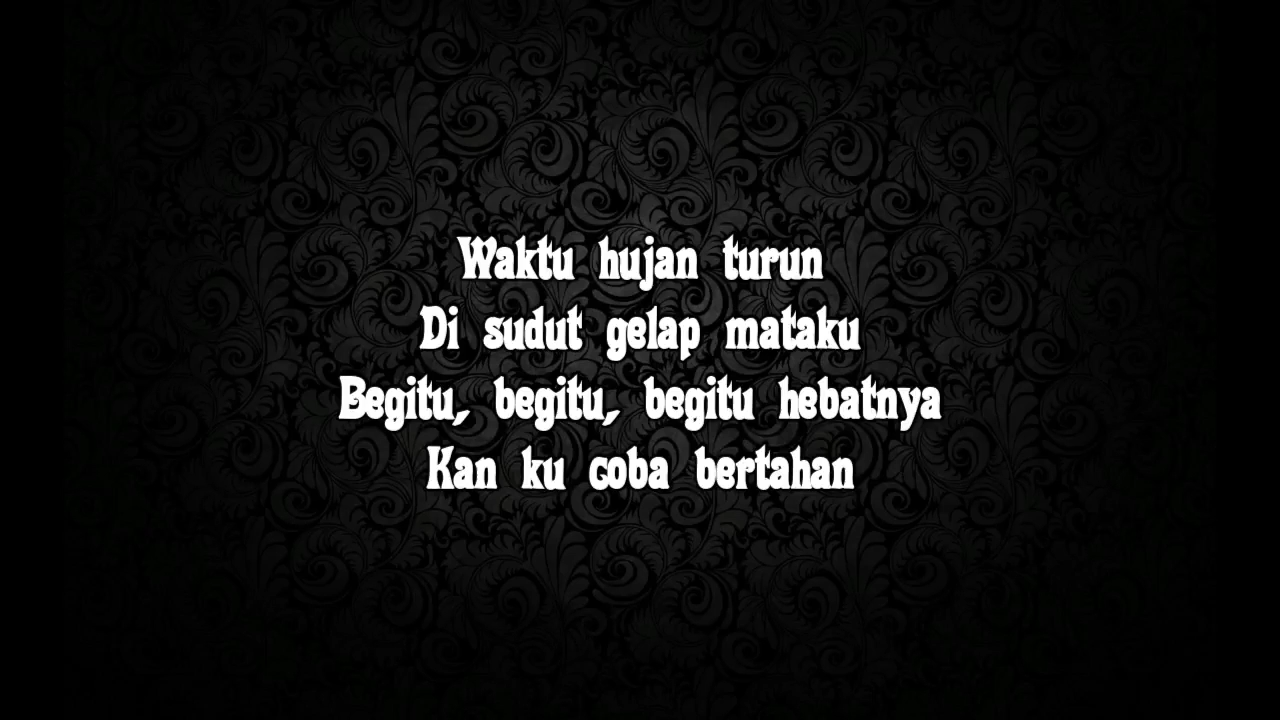 Waktu hujan turun
Di sudut gelap mataku
Begitu, begitu, begitu hebatnya
Kan ku coba bertahan